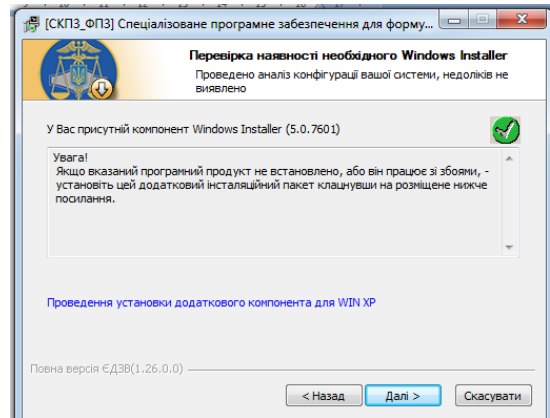 [СКПЗ_ФПЗ] Спеціалізоване програмне забезпечення для форму...
Перевірка наявності необхідного Windows Installer
Проведено аналіз конфігурації вашої системи, недоліків не
виявлено
У Вас присутній компонент Windows Installer (5.0.7601)
Увага!
Якщо вказаний програмний продукт не встановлено, або він працює зі збоями, -
установіть цей додатковий інсталяційний пакет клацнувши на розміщене нижче
посилання.
Проведення установки додаткового компонента для WIN XP
Повна версія ЄДЗВ(1.26.0.0)
< Назад
Далі >
Скасувати